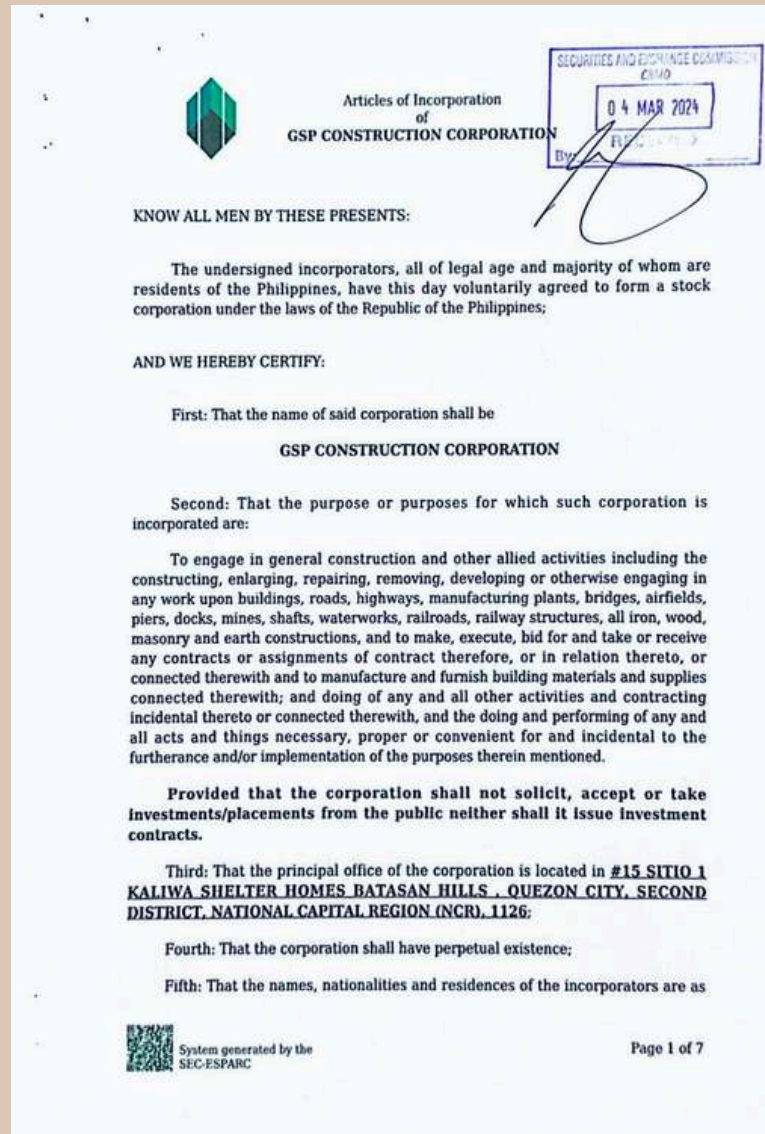 SECURITIES AND EXCHANGE COMMISSION
CRMD
04 MAR 2024
By:
Articles of Incorporation
of
GSP CONSTRUCTION CORPORATION
KNOW ALL MEN BY THESE PRESENTS:
The undersigned incorporators, all of legal age and majority of whom are
residents of the Philippines, have this day voluntarily agreed to form a stock
corporation under the laws of the Republic of the Philippines;
AND WE HEREBY CERTIFY:
First: That the name of said corporation shall be
GSP CONSTRUCTION CORPORATION
Second: That the purpose or purposes for which such corporation is
incorporated are:
To engage in general construction and other allied activities including the
constructing, enlarging, repairing, removing, developing or otherwise engaging in
any work upon buildings, roads, highways, manufacturing plants, bridges, airfields,
piers, docks, mines, shafts, waterworks, railroads, railway structures, all iron, wood,
masonry and earth constructions, and to make, execute, bid for and take or receive
any contracts or assignments of contract therefore, or in relation thereto, or
connected therewith and to manufacture and furnish building materials and supplies
connected therewith; and doing of any and all other activities and contracting
incidental thereto or connected therewith, and the doing and performing of any and
all acts and things necessary, proper or convenient for and incidental to the
furtherance and/or implementation of the purposes therein mentioned.
Provided that the corporation shall not solicit, accept or take
investments/placements from the public neither shall it issue investment
contracts.
Third: That the principal office of the corporation is located in #15 SITIO 1
KALIWA SHELTER HOMES BATASAN HILLS , QUEZON CITY, SECOND
DISTRICT, NATIONAL CAPITAL REGION (NCR), 1126;
Fourth: That the corporation shall have perpetual existence;
Fifth: That the names, nationalities and residences of the incorporators are as
System generated by the
SEC-ESPARC
Page 1 of 7